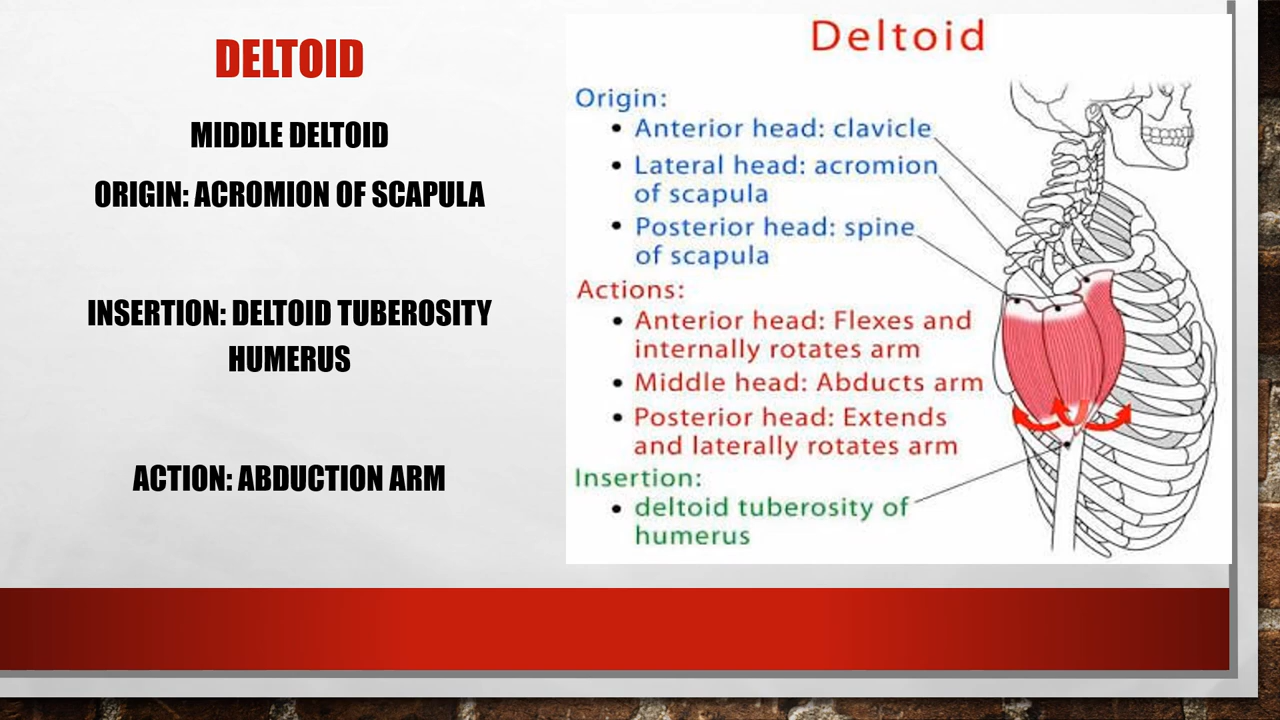 DELTOID
MIDDLE DELTOID
ORIGIN: ACROMION OF SCAPULA
INSERTION: DELTOID TUBEROSITY
HUMERUS
ACTION: ABDUCTION ARM
Deltoid
Origin:
• Anterior head: clavicle
• Lateral head: acromion
of scapula
• Posterior head: spine
of scapula
Actions:
• Anterior head: Flexes and
internally rotates arm
• Middle head: Abducts arm
• Posterior head: Extends
and laterally rotates arm
Insertion:
• deltoid tuberosity of
humerus